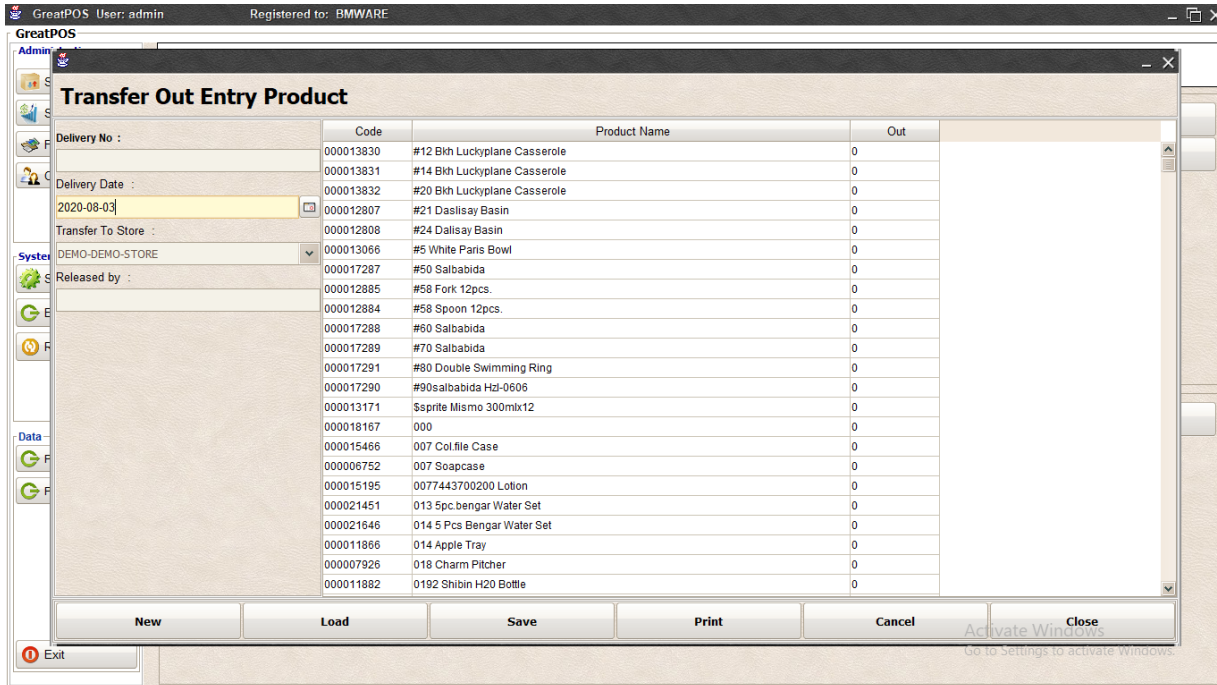 GreatPOS User: admin Registered to: BMWARE
GreatPOS
Transfer Out Entry Product
Delivery No :
Delivery Date :
2020-08-03
Transfer To Store :
DEMO-DEMO-STORE
Released by :
Code Product Name Out
000013830 #12 Bkh Luckyplane Casserole 0
000013831 #14 Bkh Luckyplane Casserole 0
000013832 #20 Bkh Luckyplane Casserole 0
000012807 #21 Daslisay Basin 0
000012808 #24 Dalisay Basin 0
000013066 #5 White Paris Bowl 0
000017287 #50 Salbabida 0
000012885 #58 Fork 12pcs. 0
000012884 #58 Spoon 12pcs. 0
000017288 #60 Salbabida 0
000017289 #70 Salbabida 0
000017291 #80 Double Swimming Ring 0
000017290 #90salbabida Hzl-0606 0
000013171 $sprite Mismo 300mlx12 0
000018167 000 0
000015466 007 Col.file Case 0
000006752 007 Soapcase 0
000015195 0077443700200 Lotion 0
000021451 013 5pc.bengar Water Set 0
000021646 014 5 Pcs Bengar Water Set 0
000011866 014 Apple Tray 0
000007926 018 Charm Pitcher 0
000011882 0192 Shibin H20 Bottle 0
New Load Save Print Cancel Close
Data
Exit
Activate Windows
Go to Settings to activate Windows.